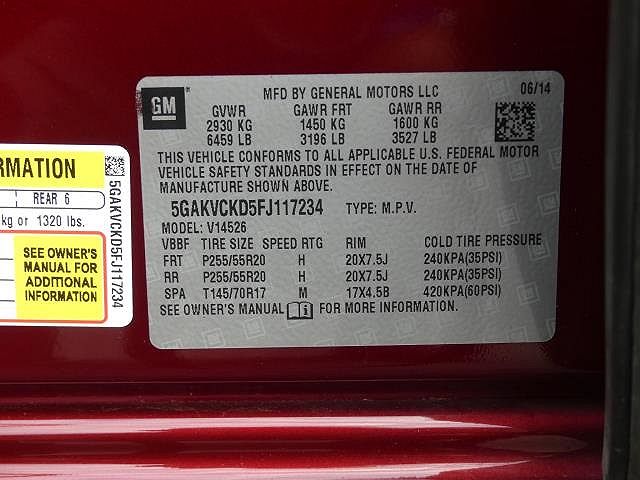 RMATION
REAR 6
kg or 1320 lbs.
SEE OWNER'S
MANUAL FOR
ADDITIONAL
INFORMATION
5GAKVCKD5FJ117234
GM
MFD BY GENERAL MOTORS LLC 06/14
GVWR GAWR FRT GAWR RR
2930 KG 1450 KG 1600 KG
6459 LB 3196 LB 3527 LB
THIS VEHICLE CONFORMS TO ALL APPLICABLE U.S. FEDERAL MOTOR
VEHICLE SAFETY STANDARDS IN EFFECT ON THE DATE OF
MANUFACTURE SHOWN ABOVE.
5GAKVCKD5FJ117234 TYPE: M.P.V.
MODEL: V14526
VBBF TIRE SIZE SPEED RTG RIM COLD TIRE PRESSURE
FRT P255/55R20 H 20X7.5J 240KPA(35PSI)
RR P255/55R20 H 20X7.5J 240KPA(35PSI)
SPA T145/70R17 M 17X4.5B 420KPA(60PSI)
SEE OWNER'S MANUAL FOR MORE INFORMATION.